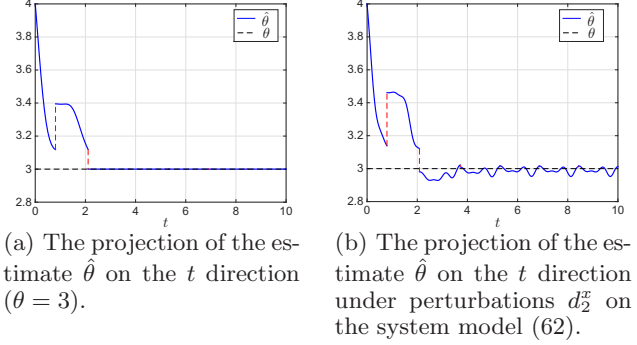 4
3.8
3.6
3.4
3.2
3
2.8
0
2
4
6
8
10
t
θ̂
θ
(a) The projection of the es-
timate θ̂ on the t direction
(θ = 3).
4
3.8
3.6
3.4
3.2
3
2.8
0
2
4
6
8
10
t
θ̂
θ
(b) The projection of the es-
timate θ̂ on the t direction
under perturbations d₂ˣ on
the system model (62).